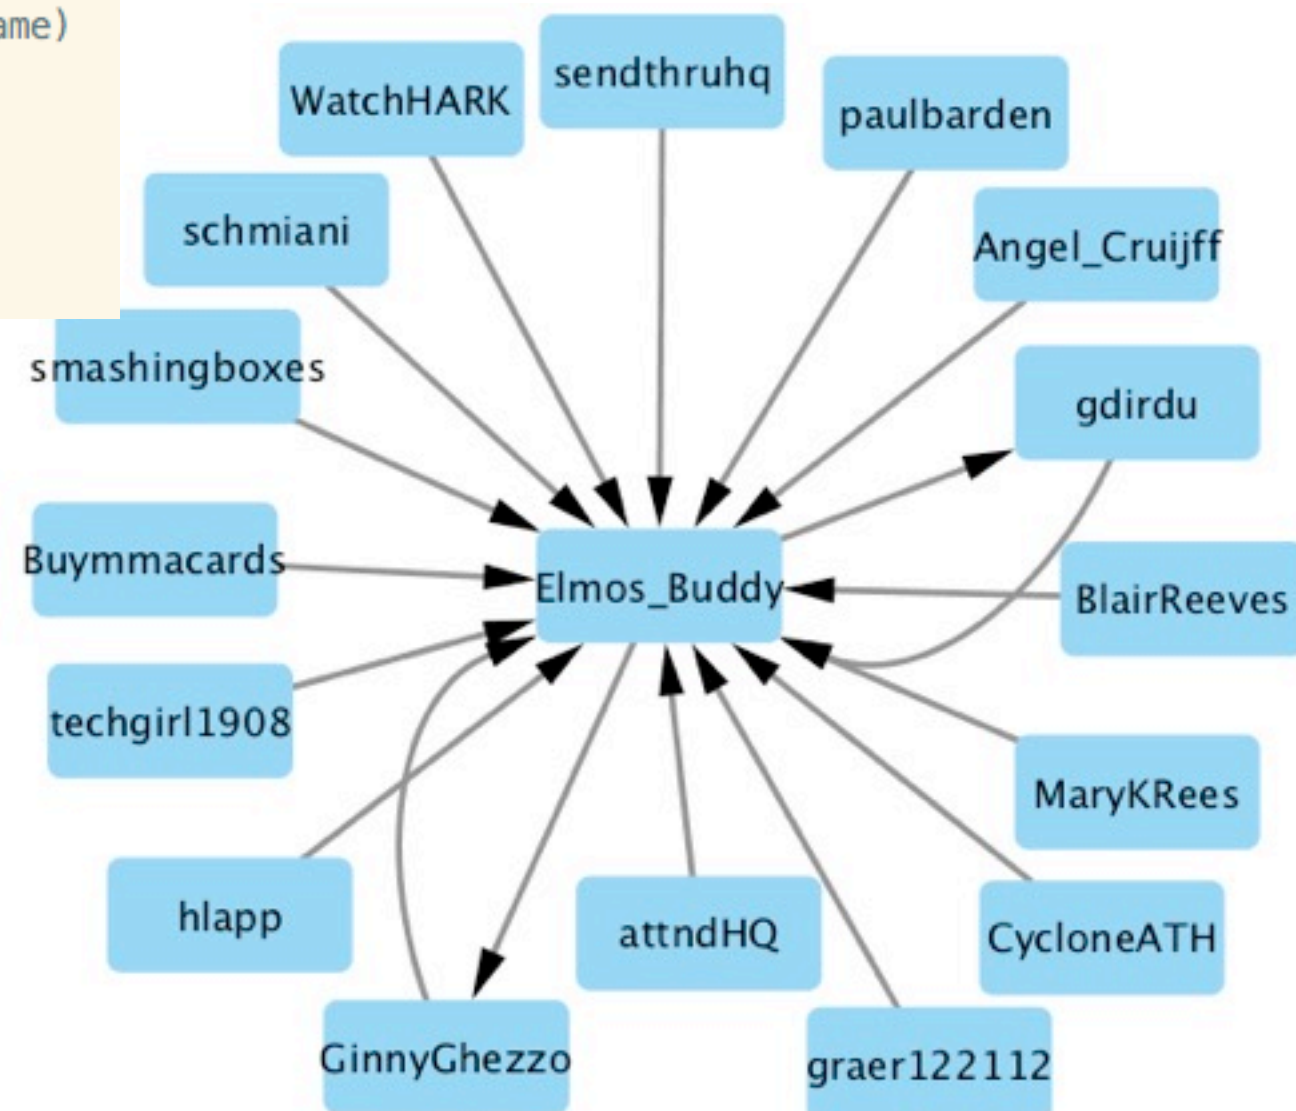 ame)
sendthruhq
WatchHARK
paulbarden
schmiani
Angel_Cruijff
smashingboxes
gdirdu
Buymmacards
Elmos_Buddy
BlairReeves
techgirl1908
MaryKRees
hlapp
attndHQ
CycloneATH
GinnyGhezzo
graer122112